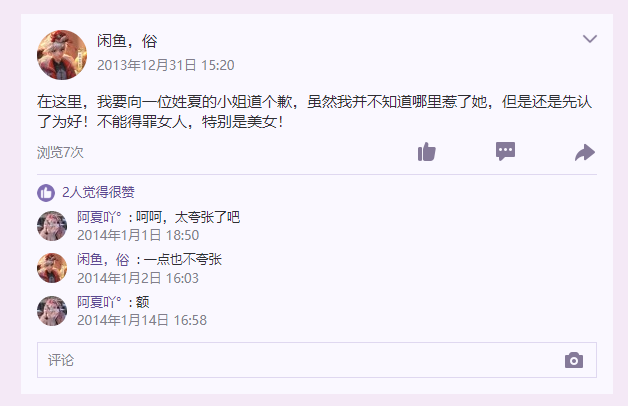 闲鱼，俗
2013年12月31日 15:20
在这里，我要向一位姓夏的小姐道个歉，虽然我并不知道哪里惹了她，但是还是先认
了为好！不能得罪女人，特别是美女！
浏览7次
2人觉得很赞
阿夏吖°：呵呵，太夸张了吧
2014年1月1日 18:50
闲鱼，俗 ：一点也不夸张
2014年1月2日 16:03
阿夏吖°：额
2014年1月14日 16:58
评论